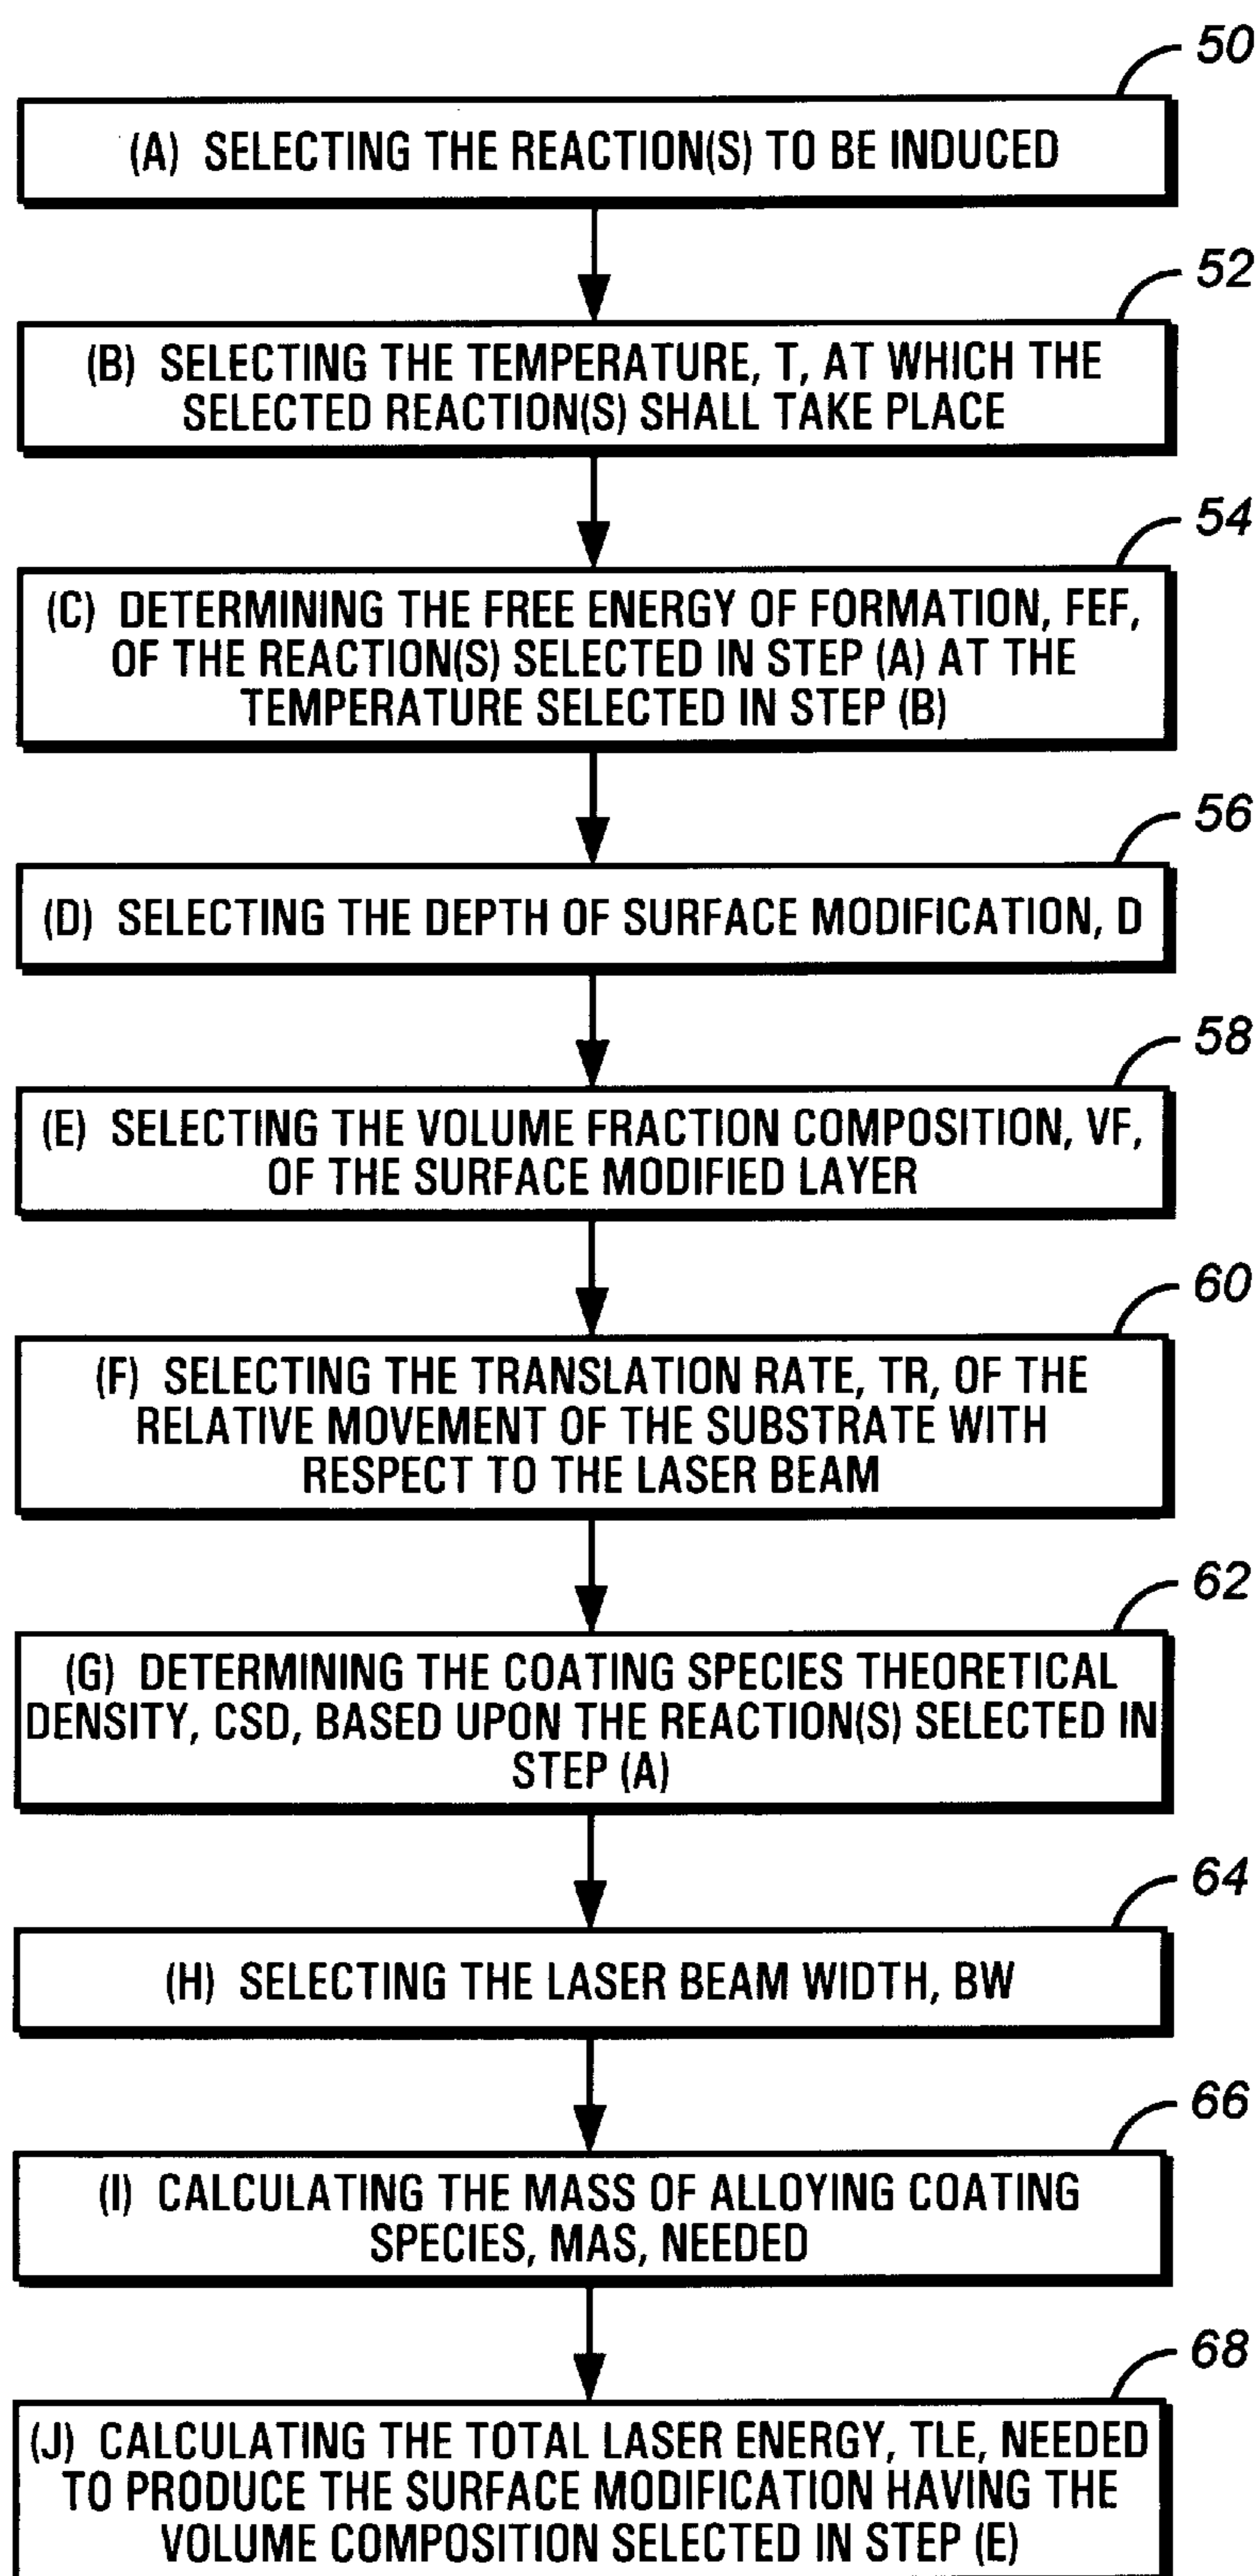 50
(A) SELECTING THE REACTION(S) TO BE INDUCED
52
(B) SELECTING THE TEMPERATURE, T, AT WHICH THE
SELECTED REACTION(S) SHALL TAKE PLACE
54
(C) DETERMINING THE FREE ENERGY OF FORMATION, FEF,
OF THE REACTION(S) SELECTED IN STEP (A) AT THE
TEMPERATURE SELECTED IN STEP (B)
56
(D) SELECTING THE DEPTH OF SURFACE MODIFICATION, D
58
(E) SELECTING THE VOLUME FRACTION COMPOSITION, VF,
OF THE SURFACE MODIFIED LAYER
60
(F) SELECTING THE TRANSLATION RATE, TR, OF THE
RELATIVE MOVEMENT OF THE SUBSTRATE WITH
RESPECT TO THE LASER BEAM
62
(G) DETERMINING THE COATING SPECIES THEORETICAL
DENSITY, CSD, BASED UPON THE REACTION(S) SELECTED IN
STEP (A)
64
(H) SELECTING THE LASER BEAM WIDTH, BW
66
(I) CALCULATING THE MASS OF ALLOYING COATING
SPECIES, MAS, NEEDED
68
(J) CALCULATING THE TOTAL LASER ENERGY, TLE, NEEDED
TO PRODUCE THE SURFACE MODIFICATION HAVING THE
VOLUME COMPOSITION SELECTED IN STEP (E)